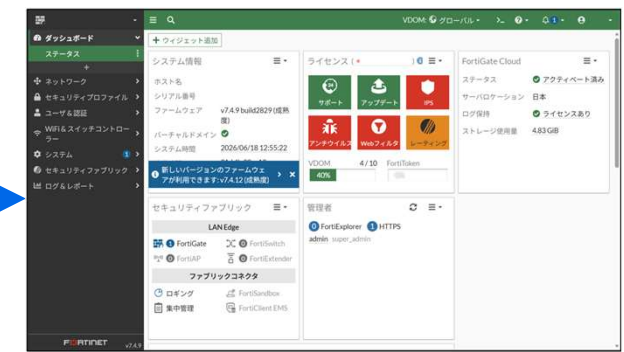 VDOM: グローバル
ダッシュボード
ステータス
+
ネットワーク
セキュリティプロファイル
ユーザ&認証
WiFi&スイッチコントローラー
システム 1
セキュリティファブリック
ログ&レポート
FORTINET v7.4.9
+ ウィジェット追加
システム情報
ホスト名
シリアル番号
ファームウェア v7.4.9 build2829 (成熟度)
バーチャルドメイン
システム時間 2026/06/18 12:55:22
新しいバージョンのファームウェアが利用できます: v7.4.12 (成熟度)
ライセンス (
)
サポート アップデート IPS
アンチウイルス Webフィルタ レーティング
VDOM 4 / 10 FortiToken
40%
FortiGate Cloud
ステータス アクティベート済み
サーバロケーション 日本
ログ保持 ライセンスあり
ストレージ使用量 4.83 GiB
セキュリティファブリック
LAN Edge
1 FortiGate 0 FortiSwitch
0 FortiAP 0 FortiExtender
ファブリックコネクタ
ロギング FortiSandbox
集中管理 FortiClient EMS
管理者
0 FortiExplorer 1 HTTPS
admin super_admin